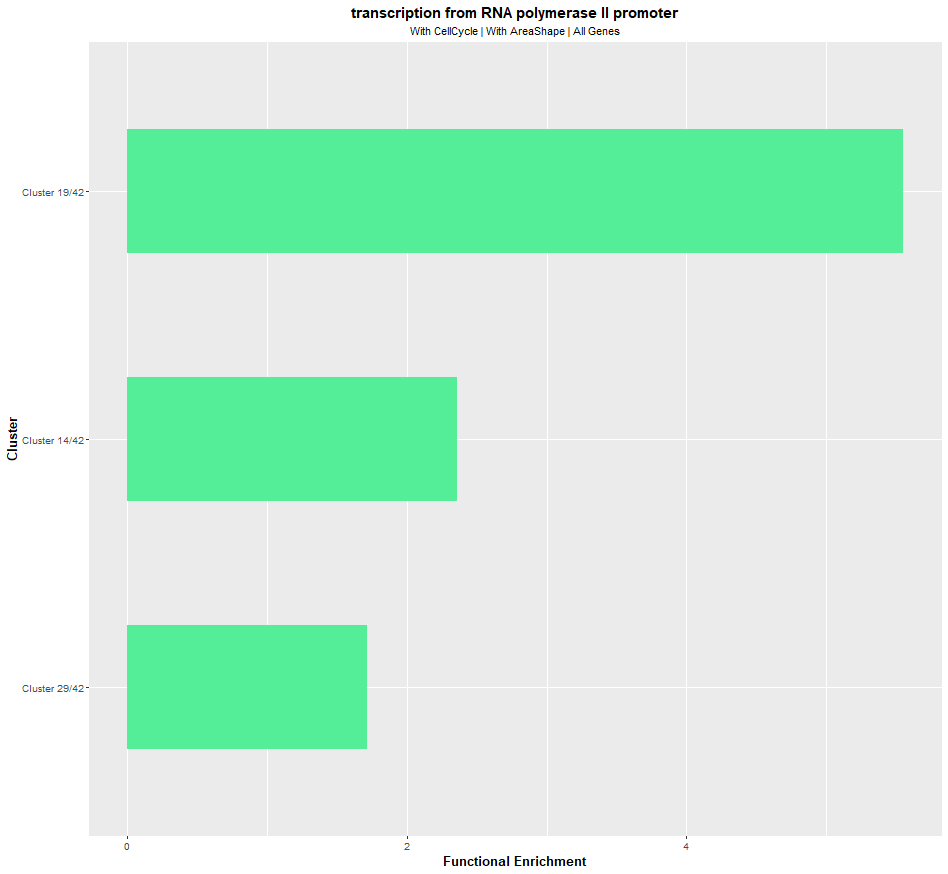 transcription from RNA polymerase II promoter
With CellCycle | With AreaShape | All Genes
Cluster 19/42
Cluster 14/42
Cluster 29/42
Cluster
0
2
4
Functional Enrichment